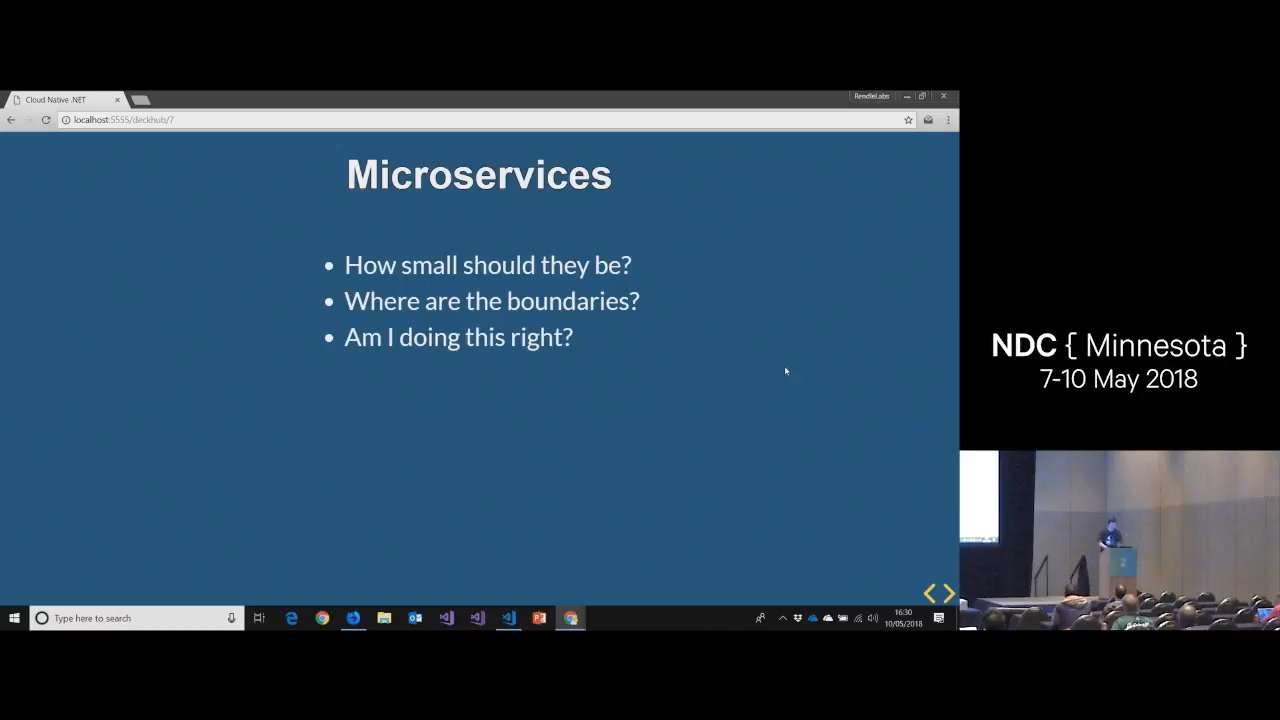 Cloud Native .NET
RendleLabs
localhost:5555/deckhub/7
Microservices
• How small should they be?
• Where are the boundaries?
• Am I doing this right?
NDC { Minnesota }
7-10 May 2018
Type here to search
16:30
10/05/2018